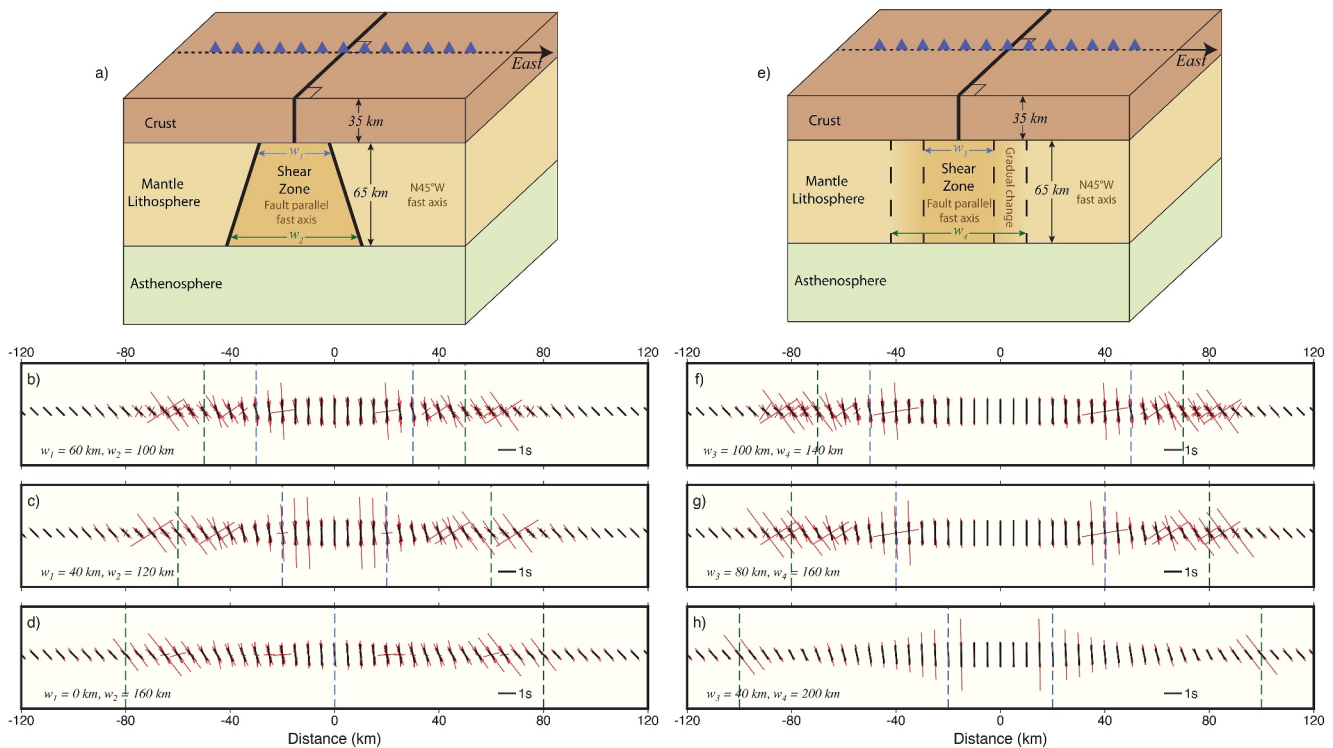 a)
East
Crust
35 km
w1
Mantle
Lithosphere
Shear
Zone
Fault parallel
fast axis
65 km
N45°W
fast axis
w2
Asthenosphere
e)
East
Crust
35 km
w3
Mantle
Lithosphere
Shear
Zone
Fault parallel
fast axis
Gradual change
65 km
N45°W
fast axis
w4
Asthenosphere
-120 -80 -40 0 40 80 120
b)
w1 = 60 km, w2 = 100 km
1s
c)
w1 = 40 km, w2 = 120 km
1s
d)
w1 = 0 km, w2 = 160 km
1s
-120 -80 -40 0 40 80 120
Distance (km)
-120 -80 -40 0 40 80 120
f)
w3 = 100 km, w4 = 140 km
1s
g)
w3 = 80 km, w4 = 160 km
1s
h)
w3 = 40 km, w4 = 200 km
1s
-120 -80 -40 0 40 80 120
Distance (km)